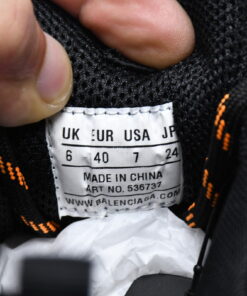 UK EUR USA JP
6 40 7 24
MADE IN CHINA
ART NO. 536737
WWW.BALENCIAGA.COM